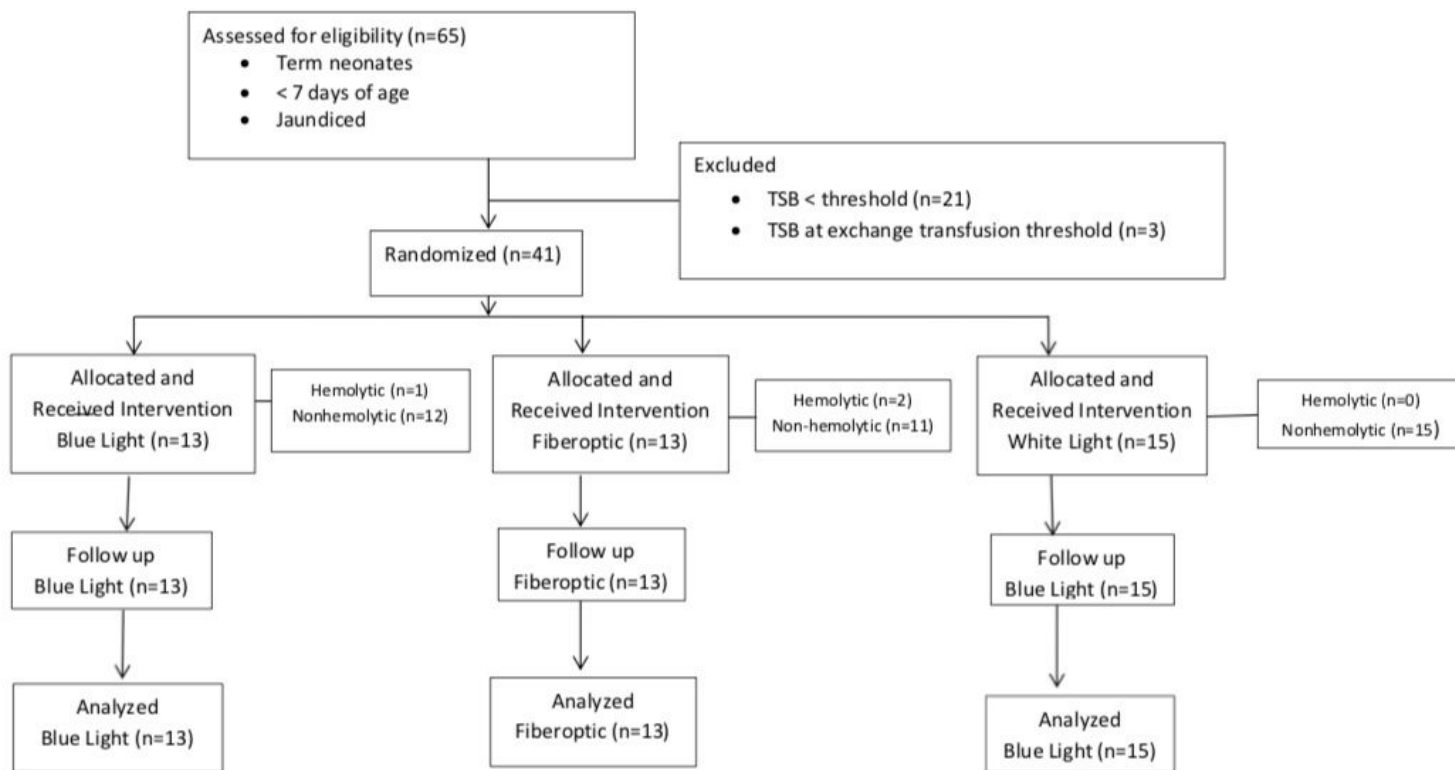 Assessed for eligibility (n=65)
• Term neonates
• < 7 days of age
• Jaundiced
Excluded
• TSB < threshold (n=21)
• TSB at exchange transfusion threshold (n=3)
Randomized (n=41)
Allocated and
Received Intervention
Blue Light (n=13)
Hemolytic (n=1)
Nonhemolytic (n=12)
Allocated and
Received Intervention
Fiberoptic (n=13)
Hemolytic (n=2)
Non-hemolytic (n=11)
Allocated and
Received Intervention
White Light (n=15)
Hemolytic (n=0)
Nonhemolytic (n=15)
Follow up
Blue Light (n=13)
Follow up
Fiberoptic (n=13)
Follow up
Blue Light (n=15)
Analyzed
Blue Light (n=13)
Analyzed
Fiberoptic (n=13)
Analyzed
Blue Light (n=15)